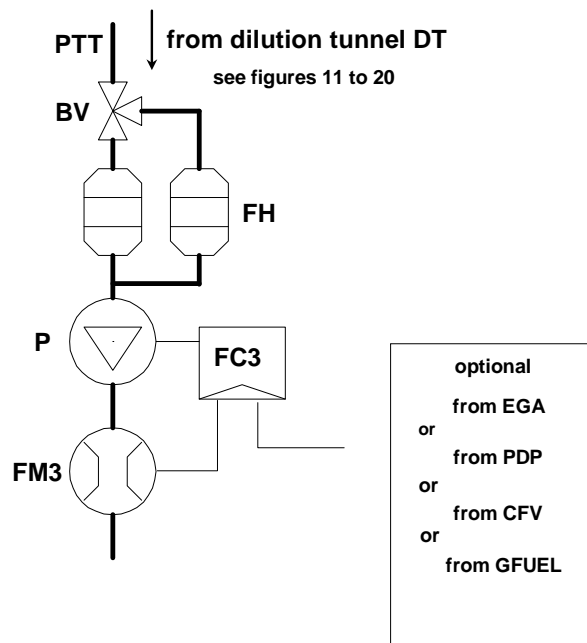 PTT
from dilution tunnel DT
see figures 11 to 20
BV
FH
P
FC3
FM3
optional
from EGA
or
from PDP
or
from CFV
or
from GFUEL